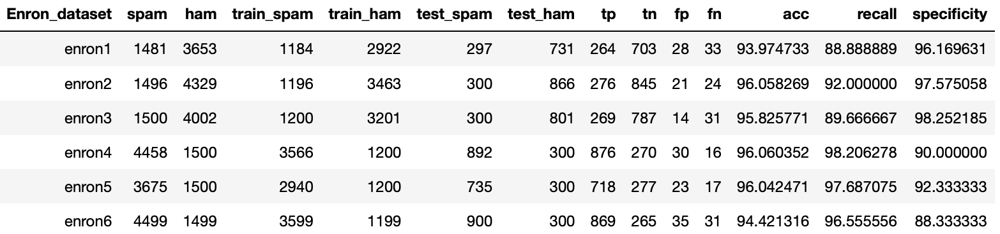 Enron_dataset spam ham train_spam train_ham test_spam test_ham tp tn fp fn acc recall specificity
enron1 1481 3653 1184 2922 297 731 264 703 28 33 93.974733 88.888889 96.169631
enron2 1496 4329 1196 3463 300 866 276 845 21 24 96.058269 92.000000 97.575058
enron3 1500 4002 1200 3201 300 801 269 787 14 31 95.825771 89.666667 98.252185
enron4 4458 1500 3566 1200 892 300 876 270 30 16 96.060352 98.206278 90.000000
enron5 3675 1500 2940 1200 735 300 718 277 23 17 96.042471 97.687075 92.333333
enron6 4499 1499 3599 1199 900 300 869 265 35 31 94.421316 96.555556 88.333333